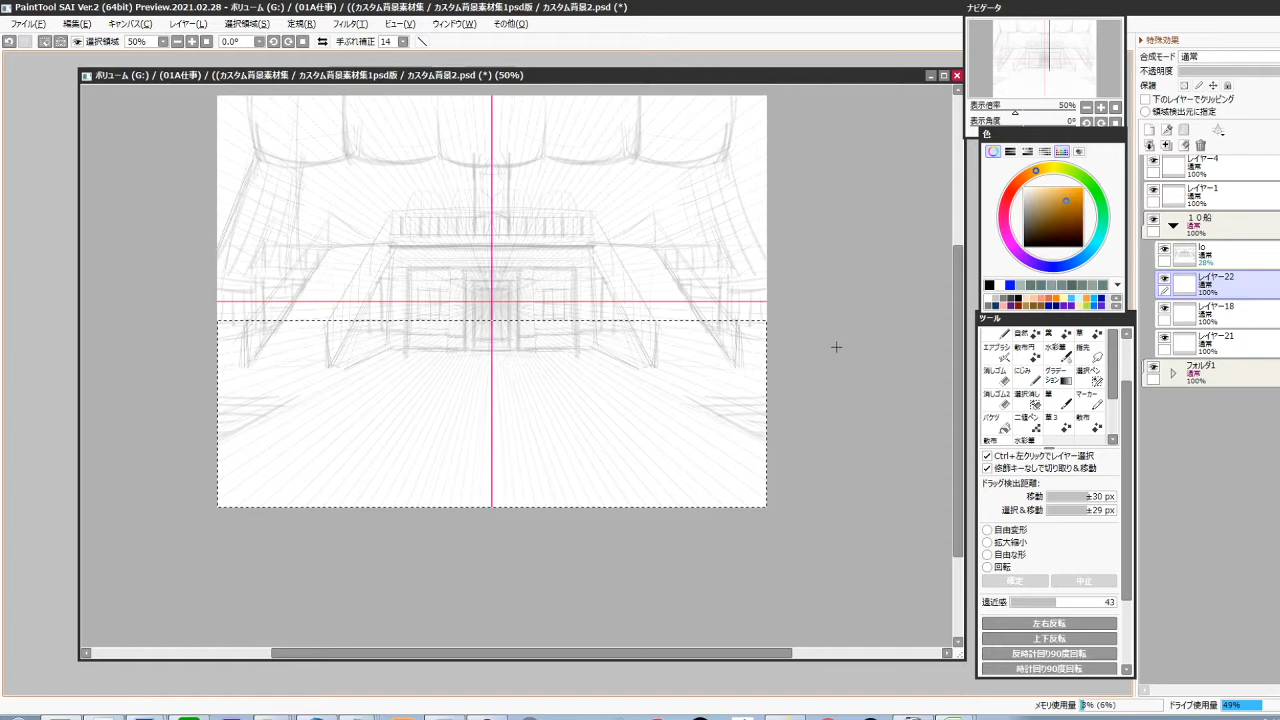 PaintTool SAI Ver.2 (64bit) Preview.2021.02.28 - ボリューム (G:) / (01A仕事) / ((カスタム背景素材集 / カスタム背景素材集1psd版 / カスタム背景2.psd (*)
ファイル(F) 編集(E) キャンバス(C) レイヤー(L) 選択領域(S) 定規(R) フィルタ(T) ビュー(V) ウィンドウ(W) その他(O)
選択領域 50% 0.0° 手ぶれ補正 14
ボリューム (G:) / (01A仕事) / ((カスタム背景素材集 / カスタム背景素材集1psd版 / カスタム背景2.psd (*) (50%)
ナビゲータ
表示倍率 50%
表示角度 0°
色
ツール
自然 葉 草
エアブラシ 散布円 水彩筆 指先
消しゴム にじみ グラデーション 選択ペン
消しゴム2 選択消し 筆 マーカー
バケツ 二値ペン 草3 散布
散布 水彩筆
Ctrl+左クリックでレイヤー選択
修飾キーなしで切り取り&移動
ドラッグ検出距離:
移動 ±30 px
選択&移動 ±29 px
自由変形
拡大縮小
自由な形
回転
確定 中止
遠近感 43
左右反転
上下反転
反時計回り90度回転
時計回り90度回転
特殊効果
合成モード 通常
不透明度
保護
下のレイヤーでクリッピング
領域検出元に指定
レイヤー4
通常
100%
レイヤー1
通常
100%
10船
通常
100%
lo
通常
28%
レイヤー22
通常
100%
レイヤー18
通常
100%
レイヤー21
通常
100%
フォルダ1
通常
100%
メモリ使用量 8% (6%) ドライブ使用量 49%